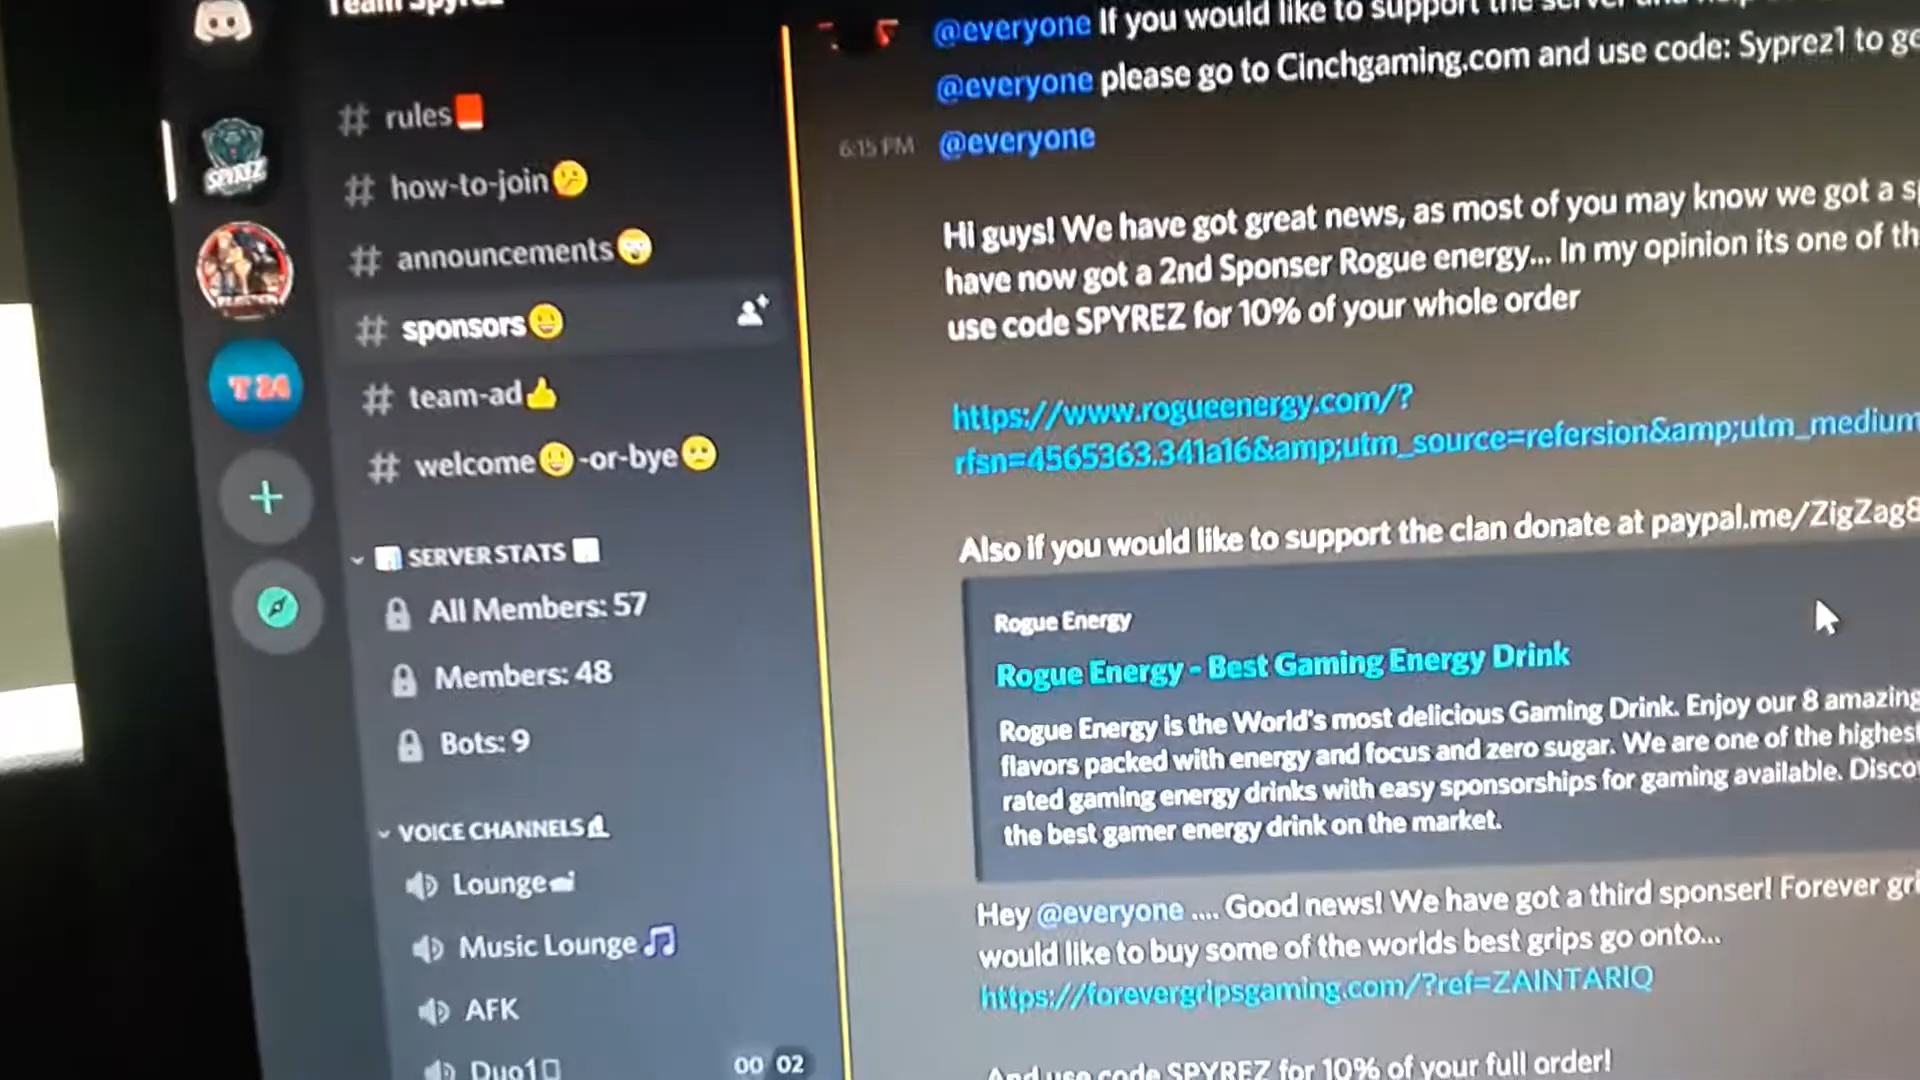 Team Spyrez
rules
how-to-join
announcements
sponsors
team-ad
welcome-or-bye
SERVER STATS
All Members: 57
Members: 48
Bots: 9
VOICE CHANNELS
Lounge
Music Lounge
AFK
Duo1
00 02
SPYREZ
T 24
@everyone If you would like to support the server and
@everyone please go to Cinchgaming.com and use code: Syprez1 to
6:15 PM @everyone
Hi guys! We have got great news, as most of you may know we got a
have now got a 2nd Sponser Rogue energy... In my opinion its one of
use code SPYREZ for 10% of your whole order
https://www.rogueenergy.com/?
rfsn=4565363.341a16&amp;utm_source=refersion&amp;utm_medium
Also if you would like to support the clan donate at paypal.me/ZigZag8
Rogue Energy
Rogue Energy - Best Gaming Energy Drink
Rogue Energy is the World's most delicious Gaming Drink. Enjoy our 8 amazing
flavors packed with energy and focus and zero sugar. We are one of the highest
rated gaming energy drinks with easy sponsorships for gaming available.
the best gamer energy drink on the market.
Hey @everyone .... Good news! We have got a third sponser! Forever
would like to buy some of the worlds best grips go onto...
https://forevergripsgaming.com/?ref=ZAINTARIQ
And use code SPYREZ for 10% of your full order!